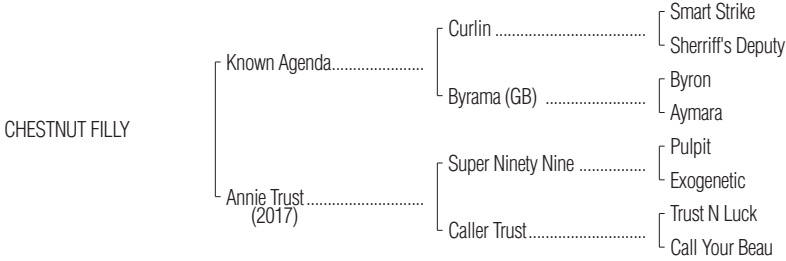 Smart Strike
Curlin ....................................
Sherriff's Deputy
Known Agenda......................
Byron
Byrama (GB) ........................
Aymara
CHESTNUT FILLY
Pulpit
Super Ninety Nine ................
Exogenetic
Annie Trust............................
(2017)
Trust N Luck
Caller Trust............................
Call Your Beau